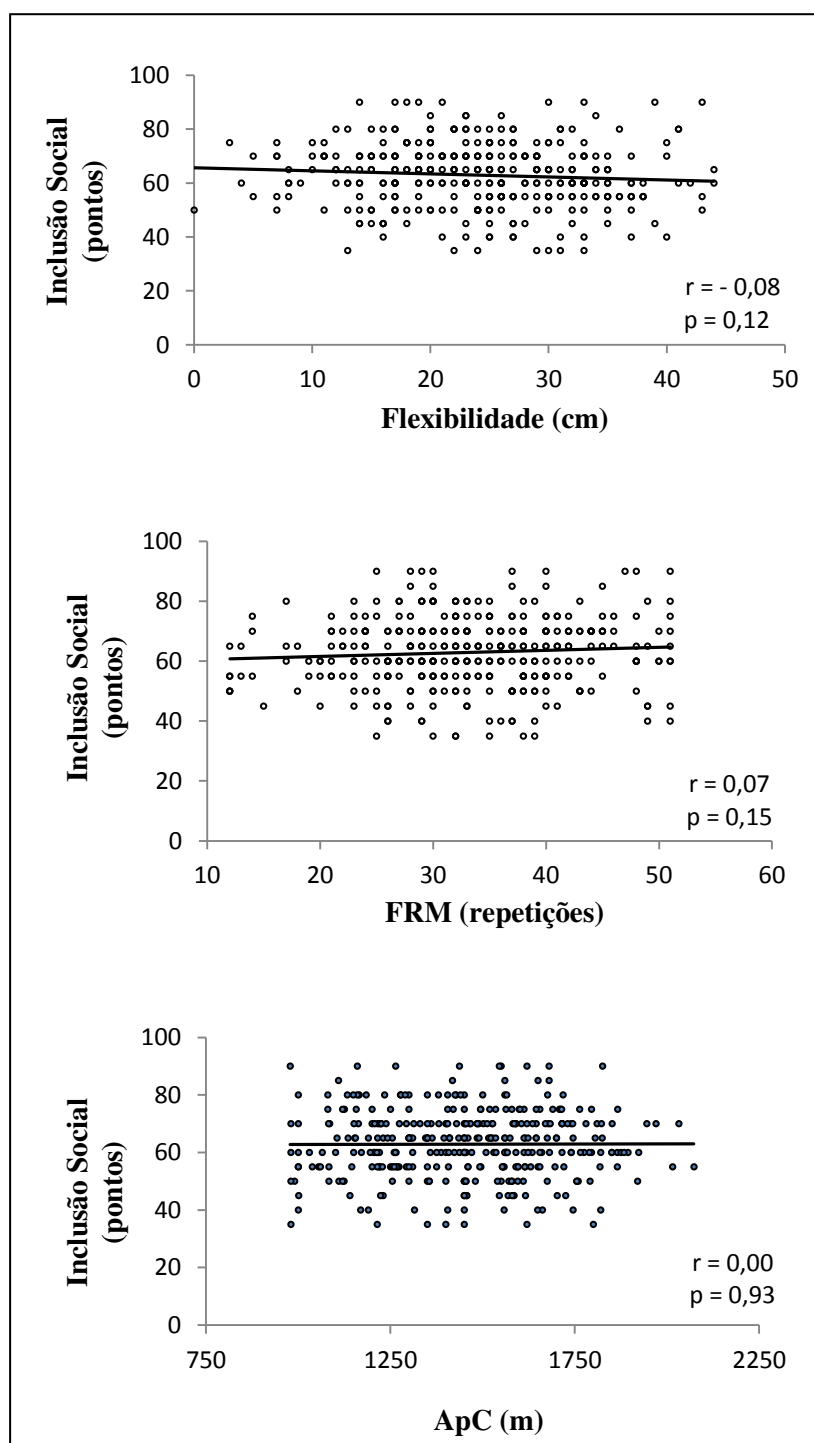 Inclusão Social
(pontos)
100
80
60
40
20
0
r = - 0,08
p = 0,12
0 10 20 30 40 50
Flexibilidade (cm)
Inclusão Social
(pontos)
100
80
60
40
20
0
r = 0,07
p = 0,15
10 20 30 40 50 60
FRM (repetições)
Inclusão Social
(pontos)
100
80
60
40
20
0
r = 0,00
p = 0,93
750 1250 1750 2250
ApC (m)